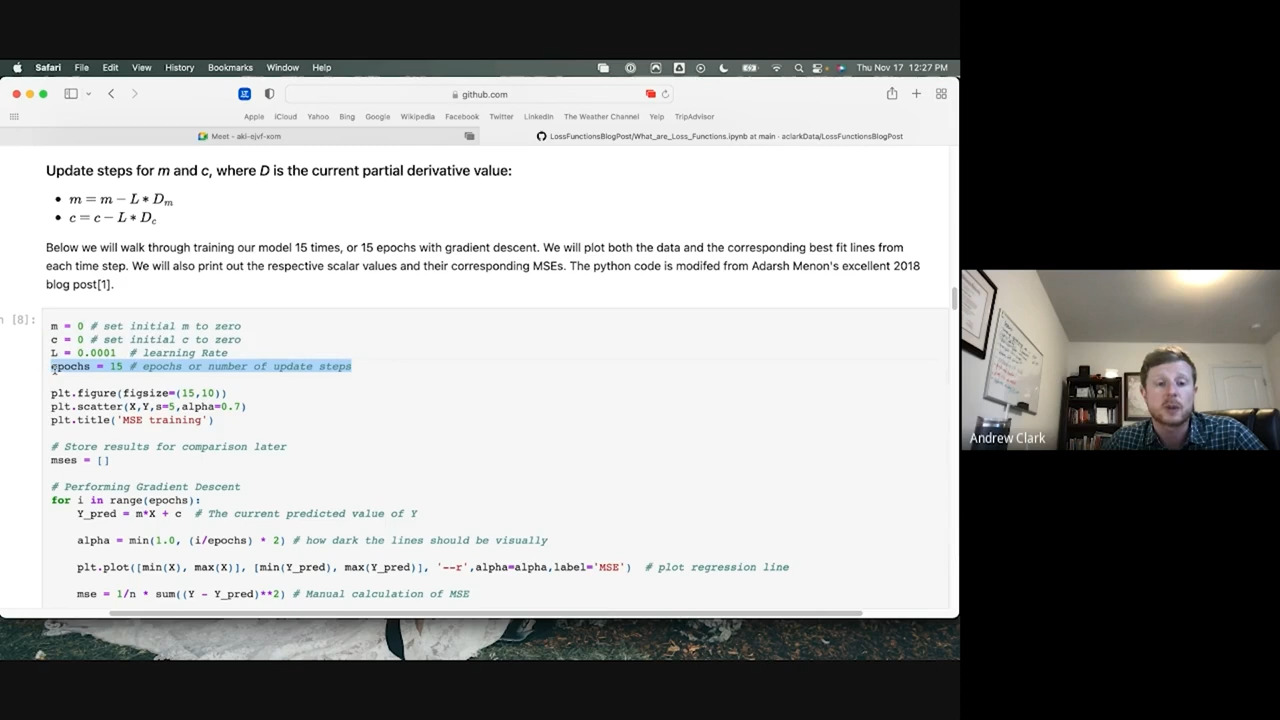 Safari File Edit View History Bookmarks Window Help Thu Nov 17 12:27 PM
github.com
Apple iCloud Yahoo Bing Google Wikipedia Facebook Twitter LinkedIn The Weather Channel Yelp TripAdvisor
Meet - akl-ejvf-xom LossFunctionsBlogPost/What_are_Loss_Functions.ipynb at main · aclarkData/LossFunctionsBlogPost
Update steps for m and c, where D is the current partial derivative value:
• m = m − L * Dm
• c = c − L * Dc
Below we will walk through training our model 15 times, or 15 epochs with gradient descent. We will plot both the data and the corresponding best fit lines from
each time step. We will also print out the respective scalar values and their corresponding MSEs. The python code is modifed from Adarsh Menon's excellent 2018
blog post[1].
n [8]:
m = 0 # set initial m to zero
c = 0 # set initial c to zero
L = 0.0001 # learning Rate
epochs = 15 # epochs or number of update steps
plt.figure(figsize=(15,10))
plt.scatter(X,Y,s=5,alpha=0.7)
plt.title('MSE training')
# Store results for comparison later
mses = []
# Performing Gradient Descent
for i in range(epochs):
Y_pred = m*X + c # The current predicted value of Y
alpha = min(1.0, (i/epochs) * 2) # how dark the lines should be visually
plt.plot([min(X), max(X)], [min(Y_pred), max(Y_pred)], '--r',alpha=alpha,label='MSE') # plot regression line
mse = 1/n * sum((Y - Y_pred)**2) # Manual calculation of MSE
Andrew Clark